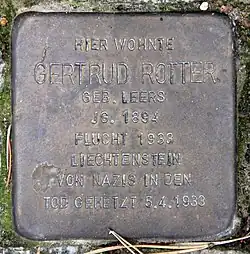 HIER WOHNTE
GERTRUD ROTTER
GEB. LEERS
JG. 1894
FLUCHT 1933
LIECHTENSTEIN
VON NAZIS IN DEN
TOD GEHETZT 5.4.1933